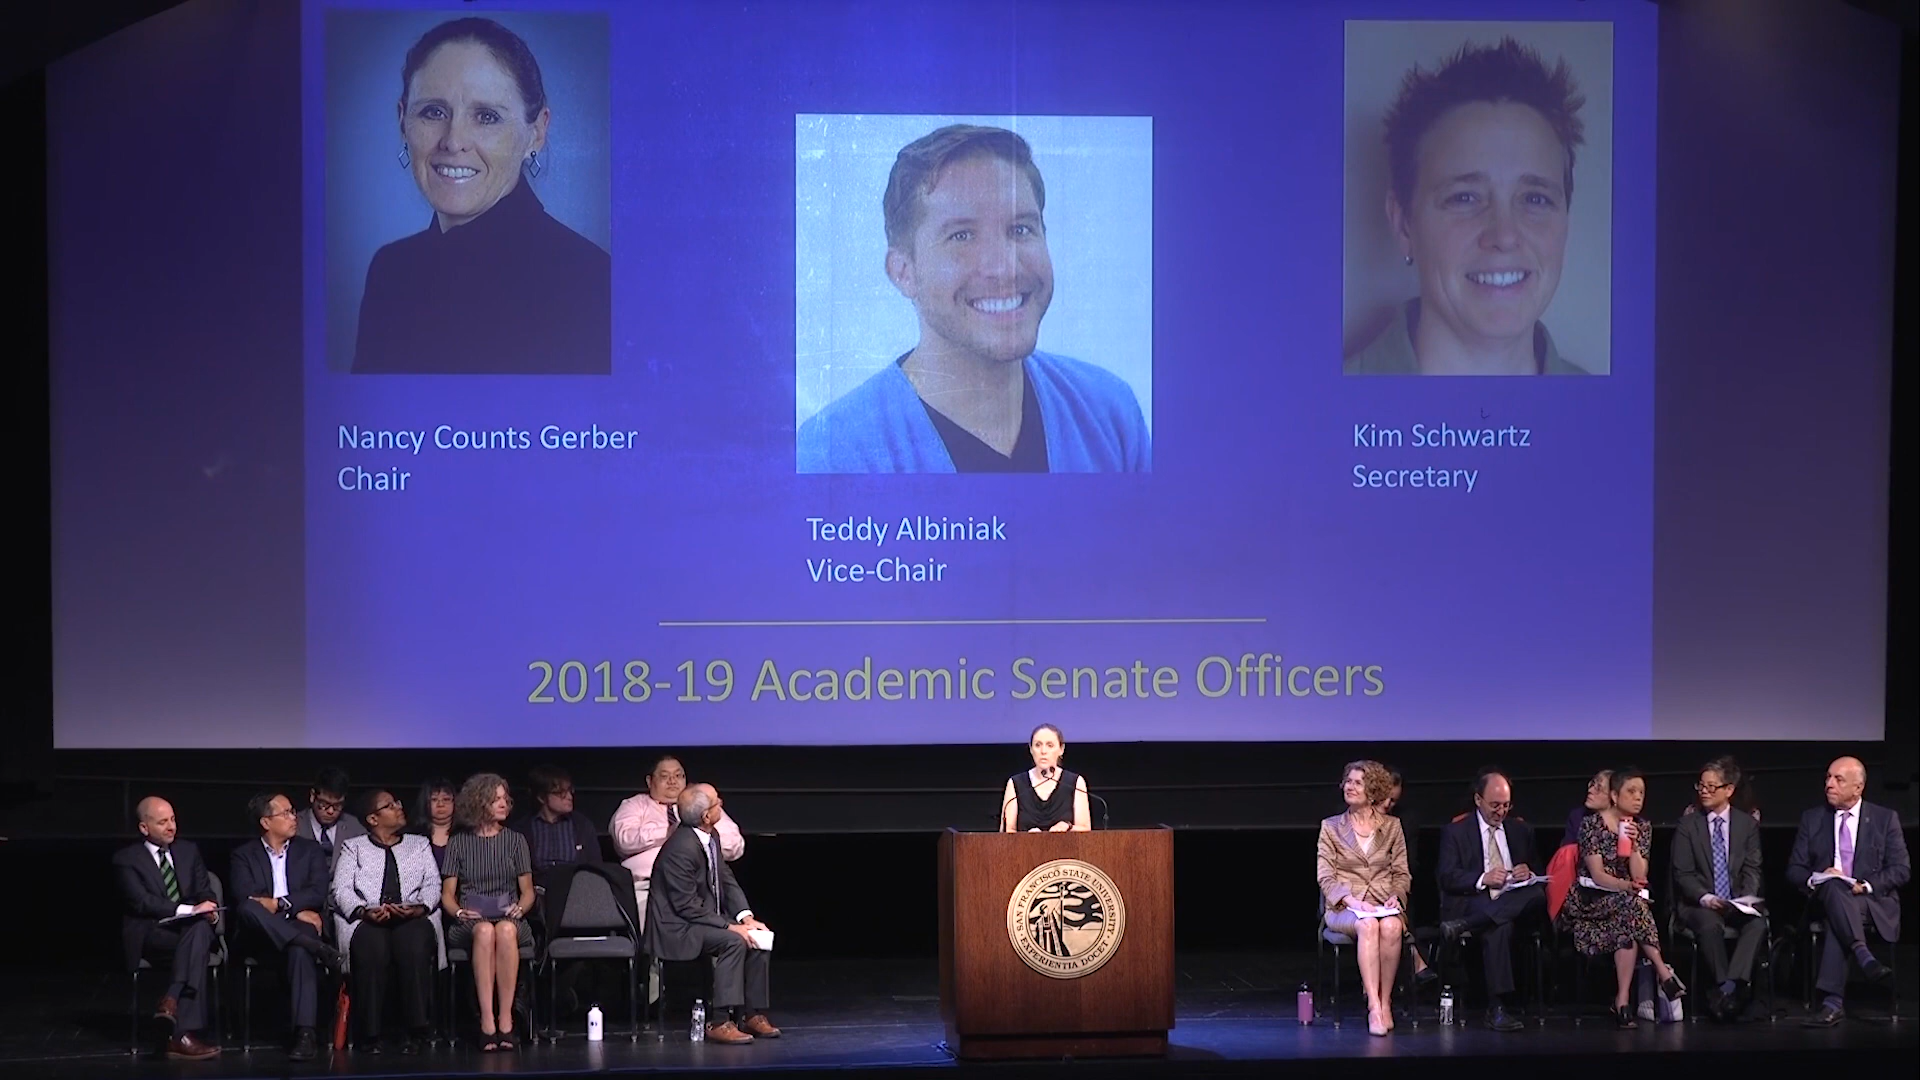 Nancy Counts Gerber
Chair
Teddy Albiniak
Vice-Chair
Kim Schwartz
Secretary
2018-19 Academic Senate Officers
SAN FRANCISCO STATE UNIVERSITY
EXPERIENTIA DOCET